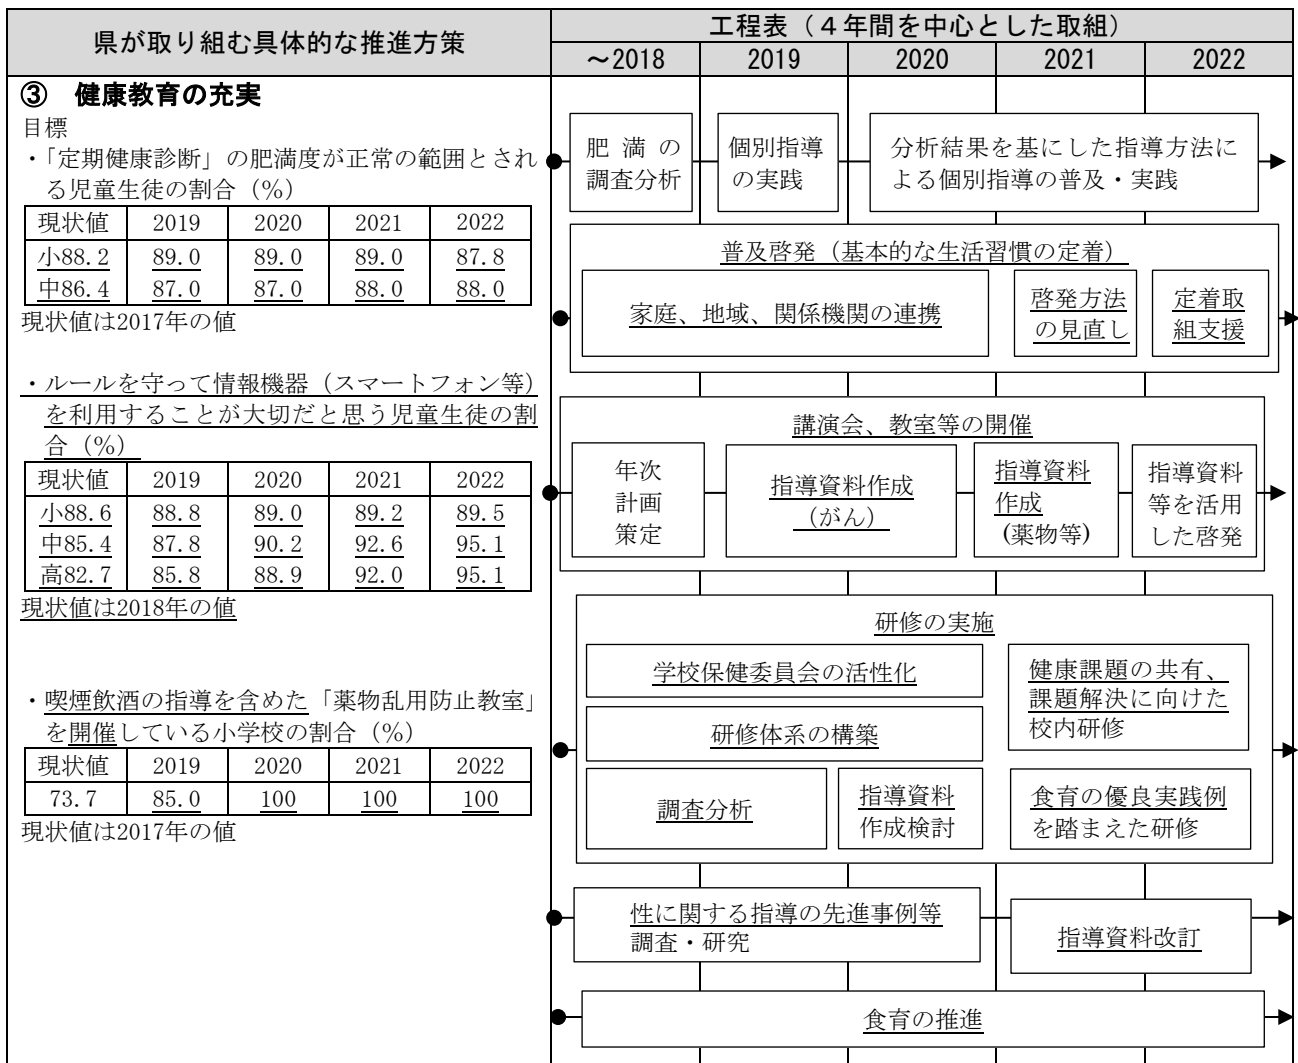 県が取り組む具体的な推進方策
工程表（４年間を中心とした取組）
～2018 2019 2020 2021 2022
③ 健康教育の充実
目標
・「定期健康診断」の肥満度が正常の範囲とされ
る児童生徒の割合（%）
現状値 2019 2020 2021 2022
小88.2 89.0 89.0 89.0 87.8
中86.4 87.0 87.0 88.0 88.0
現状値は2017年の値
・ルールを守って情報機器（スマートフォン等）
を利用することが大切だと思う児童生徒の割
合（%）
現状値 2019 2020 2021 2022
小88.6 88.8 89.0 89.2 89.5
中85.4 87.8 90.2 92.6 95.1
高82.7 85.8 88.9 92.0 95.1
現状値は2018年の値
・喫煙飲酒の指導を含めた「薬物乱用防止教室」
を開催している小学校の割合（%）
現状値 2019 2020 2021 2022
73.7 85.0 100 100 100
現状値は2017年の値
肥満の
調査分析
個別指導
の実践
分析結果を基にした指導方法に
よる個別指導の普及・実践
普及啓発（基本的な生活習慣の定着）
家庭、地域、関係機関の連携
啓発方法
の見直し
定着取
組支援
講演会、教室等の開催
年次
計画
策定
指導資料作成
（がん）
指導資料
作成
(薬物等)
指導資料
等を活用
した啓発
研修の実施
学校保健委員会の活性化
研修体系の構築
調査分析
指導資料
作成検討
健康課題の共有、
課題解決に向けた
校内研修
食育の優良実践例
を踏まえた研修
性に関する指導の先進事例等
調査・研究
指導資料改訂
食育の推進